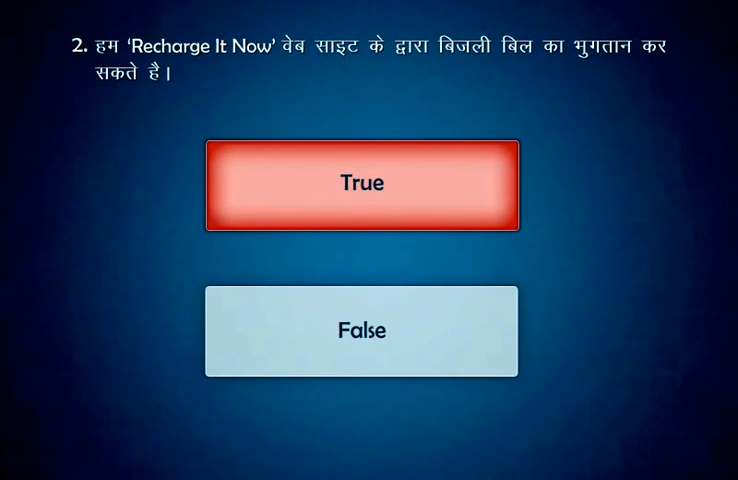 2. हम ‘Recharge It Now’ वेब साइट के द्वारा बिजली बिल का भुगतान कर
सकते है।
True
False